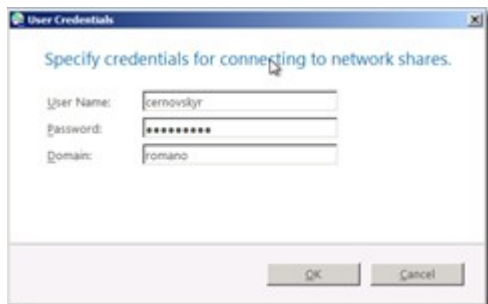 User Credentials
Specify credentials for connecting to network shares.
User Name: cernovskyr
Password: •••••••••
Domain: romano
OK Cancel